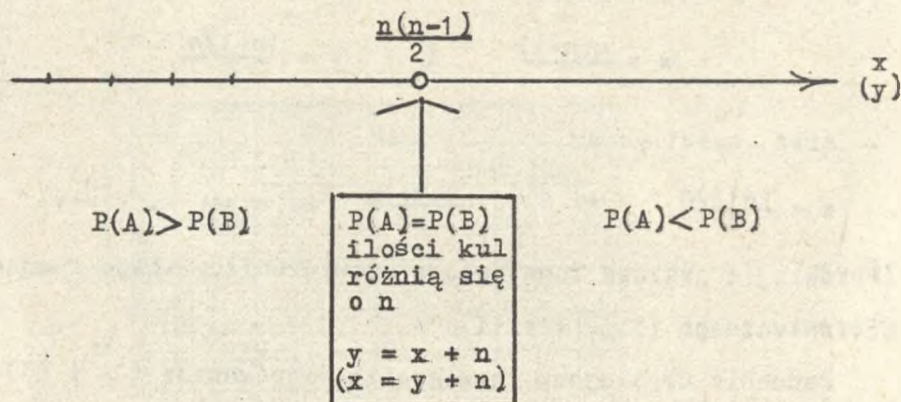 n(n-1)
2
x
(y)
P(A)>P(B)
P(A)=P(B)
ilości kul
różnią się
o n
y = x + n
(x = y + n)
P(A)<P(B)